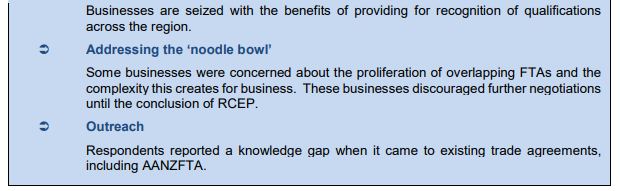 Businesses are seized with the benefits of providing for recognition of qualifications
across the region.
Addressing the ‘noodle bowl’
Some businesses were concerned about the proliferation of overlapping FTAs and the
complexity this creates for business. These businesses discouraged further negotiations
until the conclusion of RCEP.
Outreach
Respondents reported a knowledge gap when it came to existing trade agreements,
including AANZFTA.